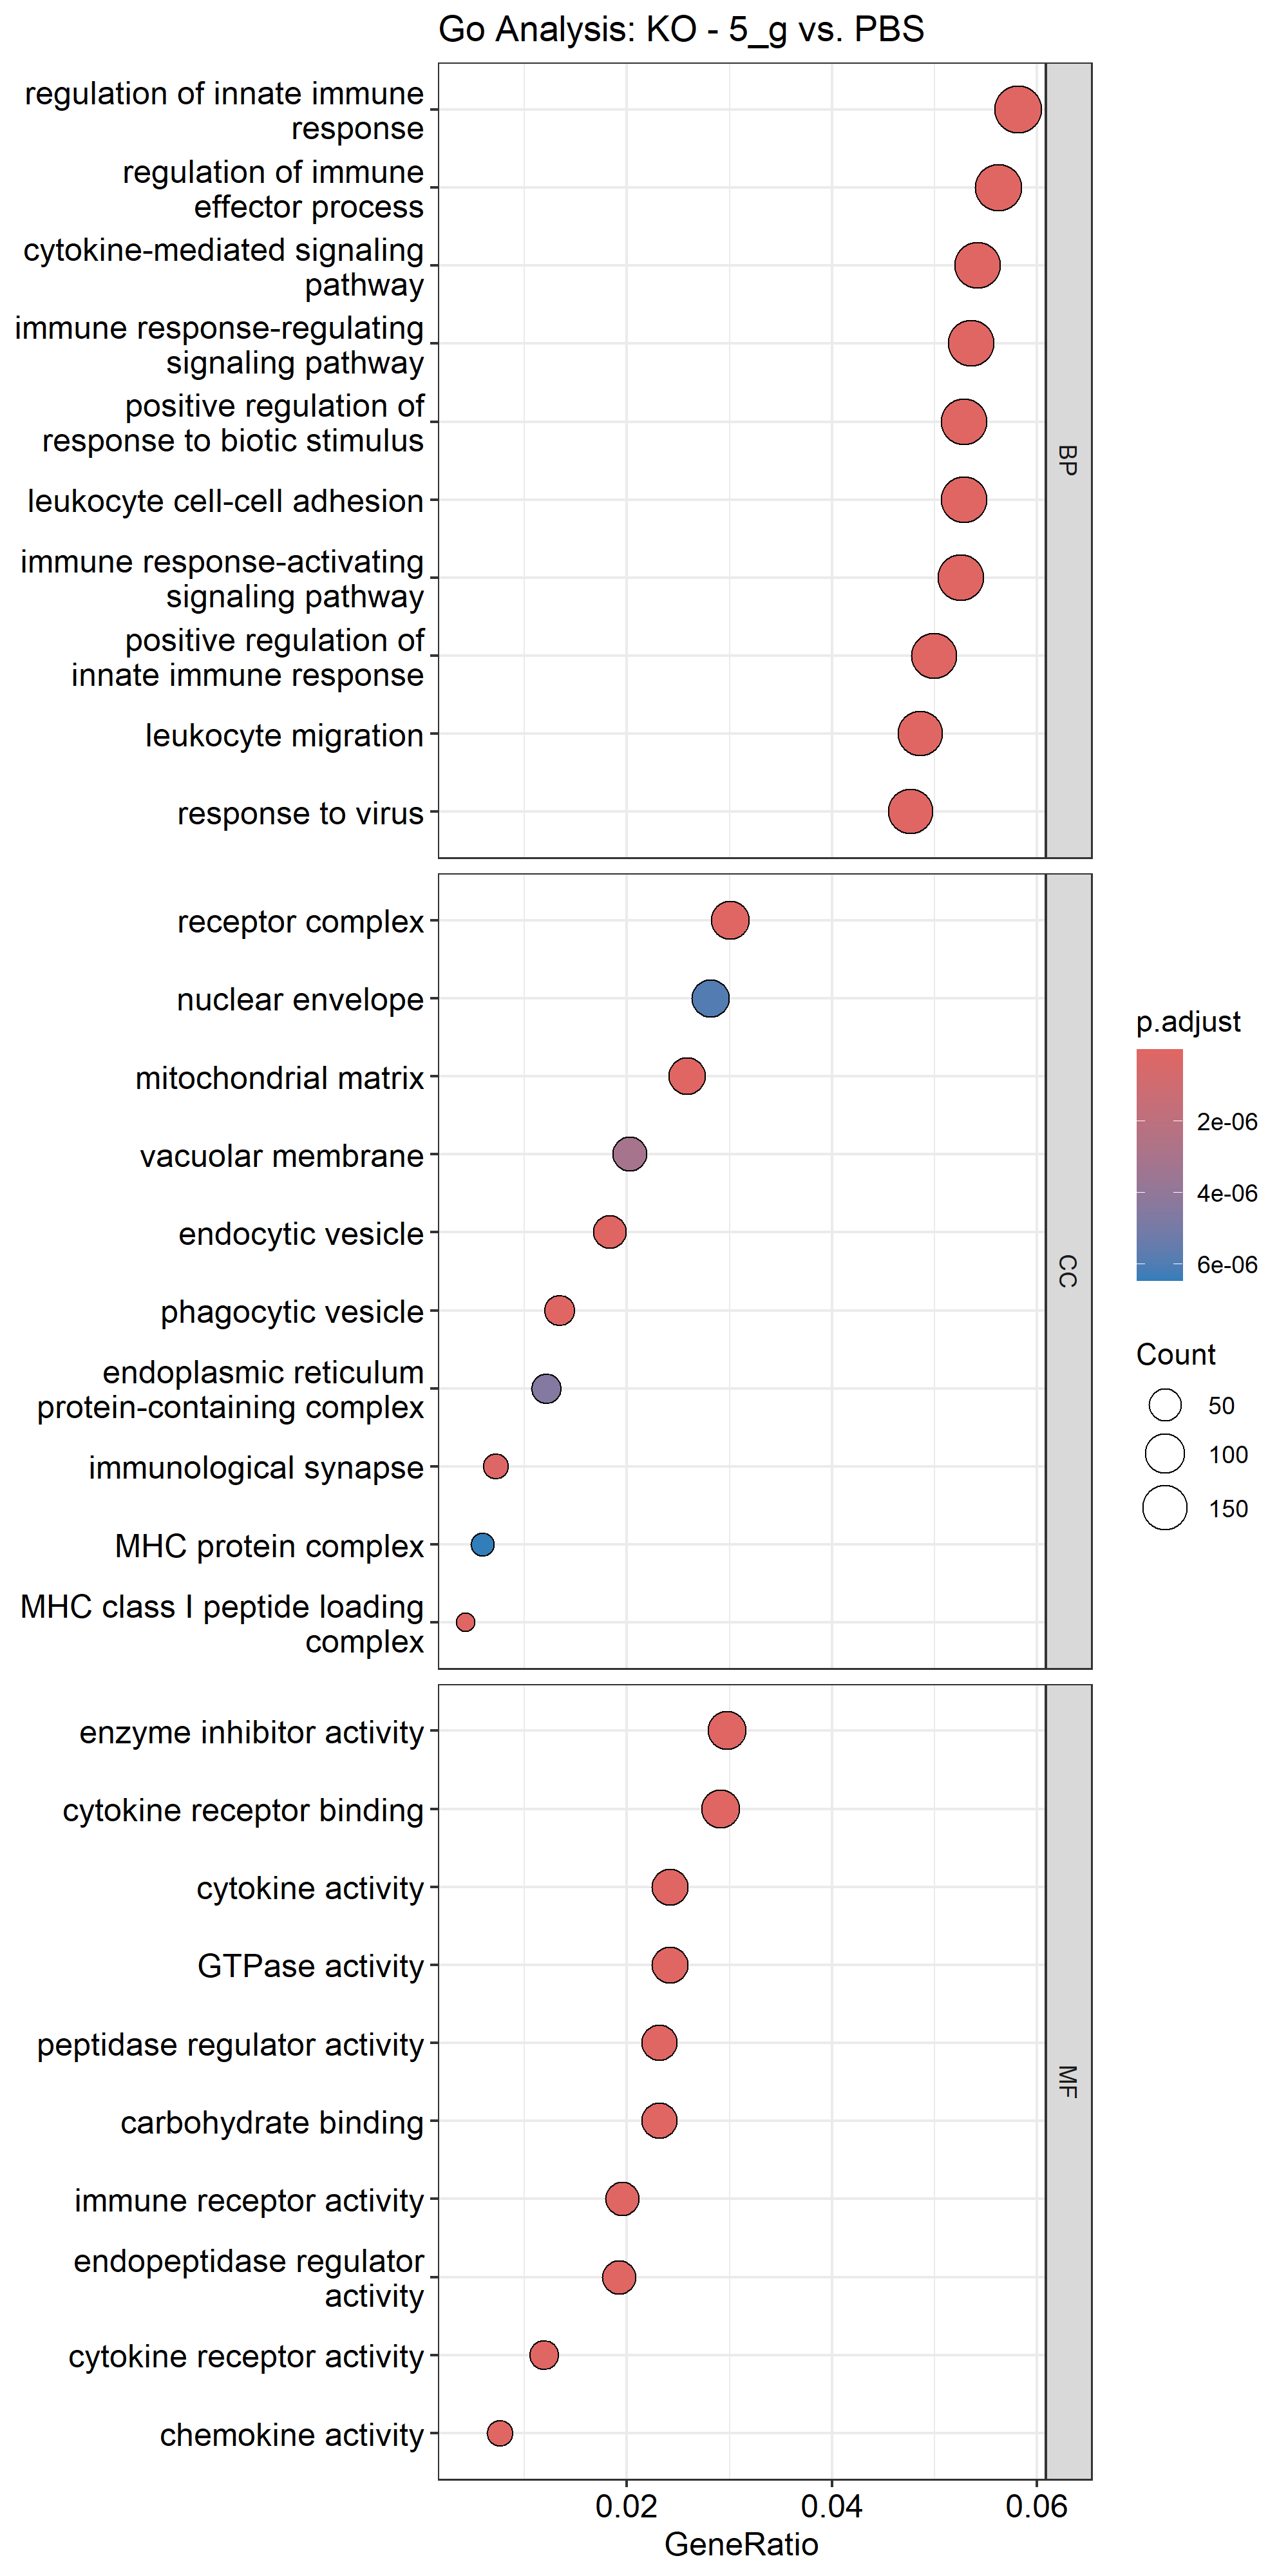 Go Analysis: KO - 5_g vs. PBS
regulation of innate immune
response
regulation of immune
effector process
cytokine-mediated signaling
pathway
immune response-regulating
signaling pathway
positive regulation of
response to biotic stimulus
leukocyte cell-cell adhesion
immune response-activating
signaling pathway
positive regulation of
innate immune response
leukocyte migration
response to virus
BP
receptor complex
nuclear envelope
mitochondrial matrix
vacuolar membrane
endocytic vesicle
phagocytic vesicle
endoplasmic reticulum
protein-containing complex
immunological synapse
MHC protein complex
MHC class I peptide loading
complex
CC
enzyme inhibitor activity
cytokine receptor binding
cytokine activity
GTPase activity
peptidase regulator activity
carbohydrate binding
immune receptor activity
endopeptidase regulator
activity
cytokine receptor activity
chemokine activity
MF
0.02 0.04 0.06
GeneRatio
p.adjust
2e-06
4e-06
6e-06
Count
50
100
150